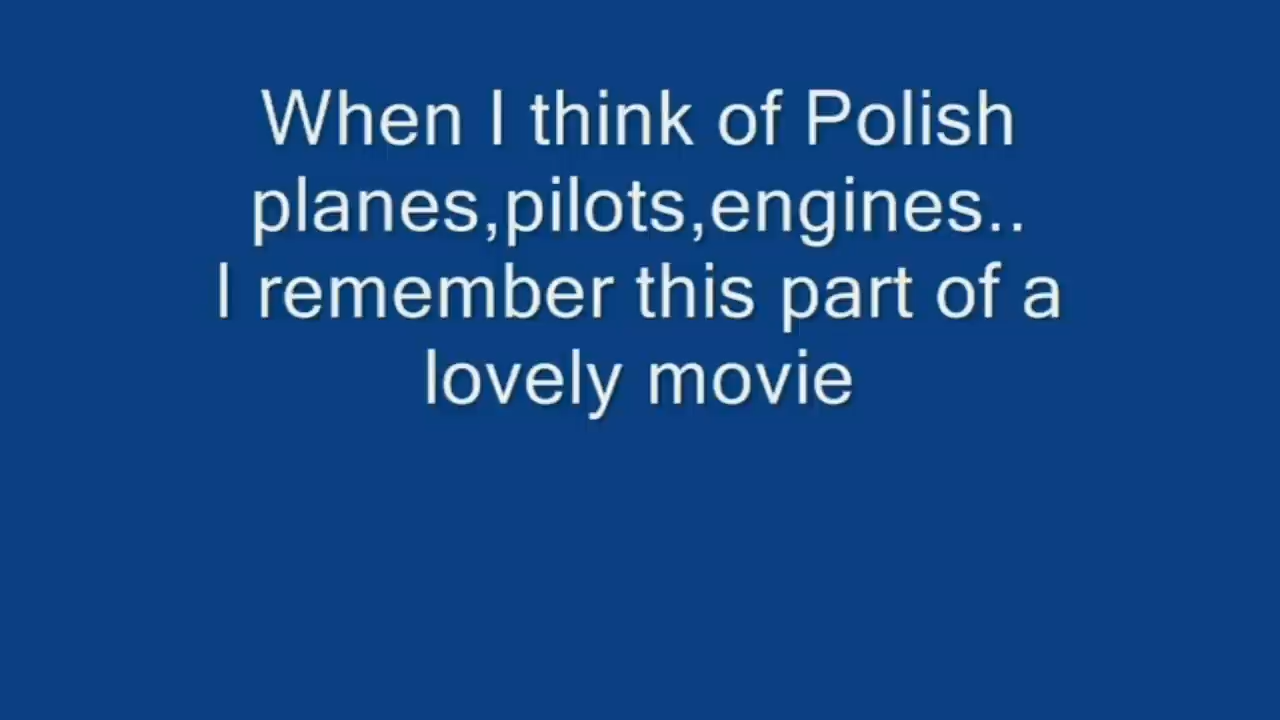 When I think of Polish
planes,pilots,engines..
I remember this part of a
lovely movie